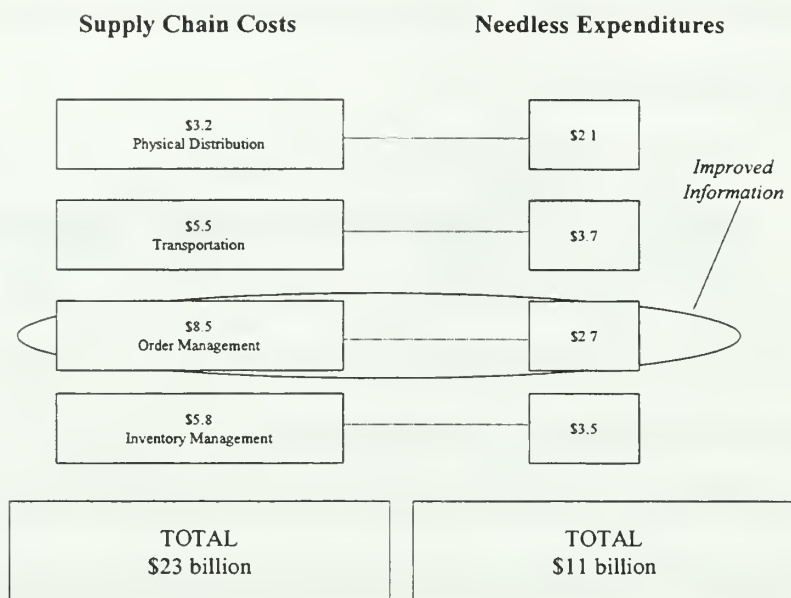 Supply Chain Costs
Needless Expenditures
$3.2
Physical Distribution
$2 1
$5.5
Transportation
$3.7
Improved
Information
$8.5
Order Management
$2 7
$5.8
Inventory Management
$3.5
TOTAL
$23 billion
TOTAL
$11 billion